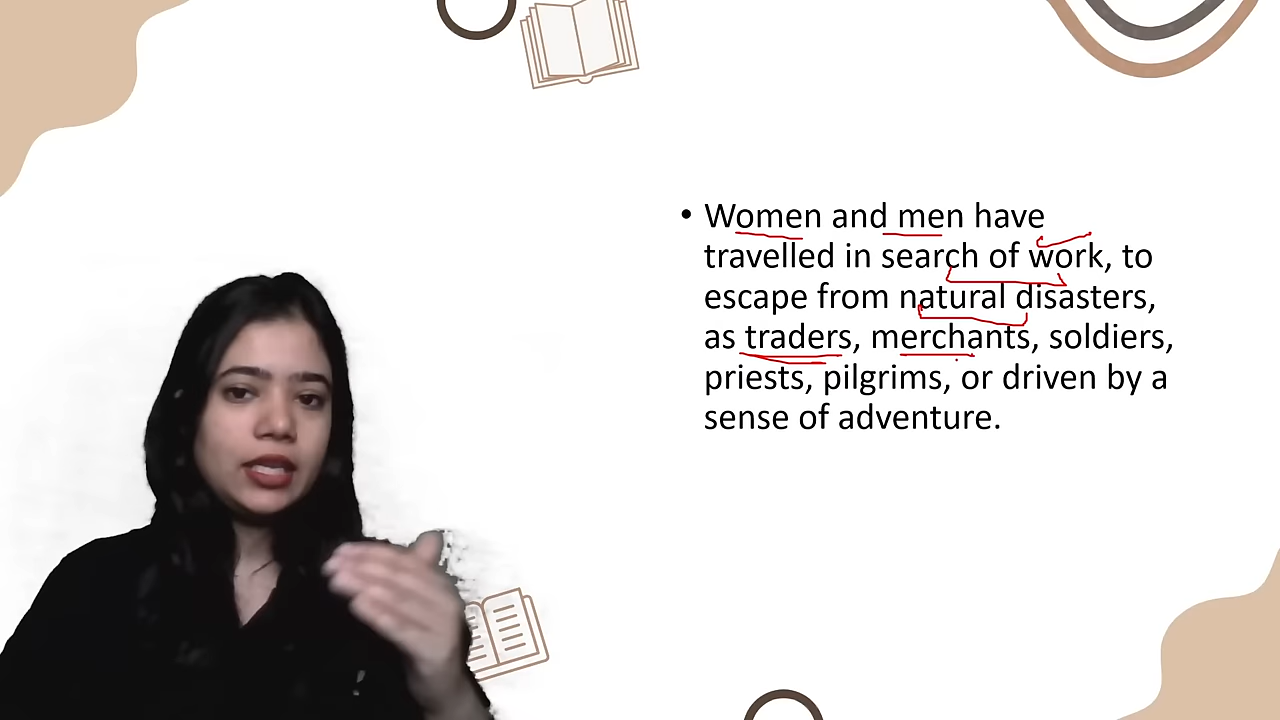 • Women and men have
travelled in search of work, to
escape from natural disasters,
as traders, merchants, soldiers,
priests, pilgrims, or driven by a
sense of adventure.